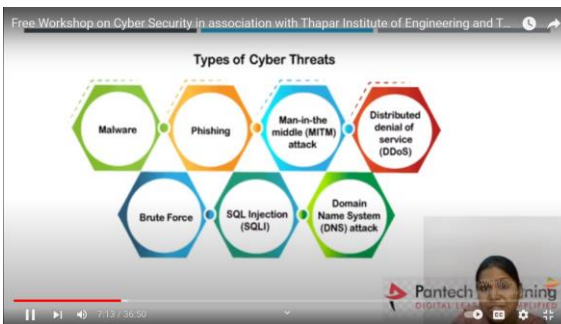 Free Workshop on Cyber Security in association with Thapar Institute of Engineering and T...
Types of Cyber Threats
Malware
Phishing
Man-in-the
middle (MITM)
attack
Distributed
denial of
service
(DDoS)
Brute Force
SQL Injection
(SQLI)
Domain
Name System
(DNS) attack
Pantech
DIGITAL
7:13 / 36:50
CC